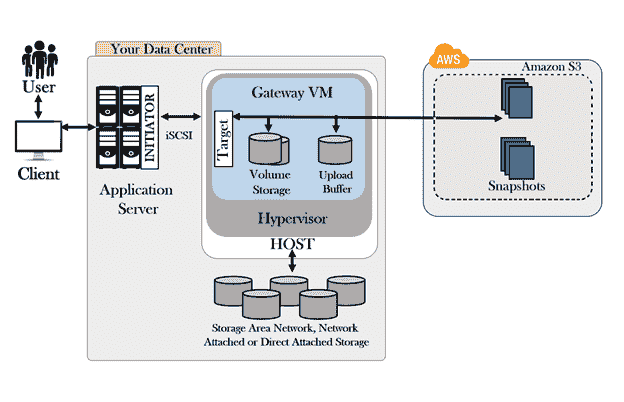 User
Client
Your Data Center
Application
Server
INITIATOR
iSCSI
Target
Gateway VM
Volume
Storage
Upload
Buffer
Hypervisor
HOST
Storage Area Network, Network
Attached or Direct Attached Storage
AWS
Amazon S3
Snapshots